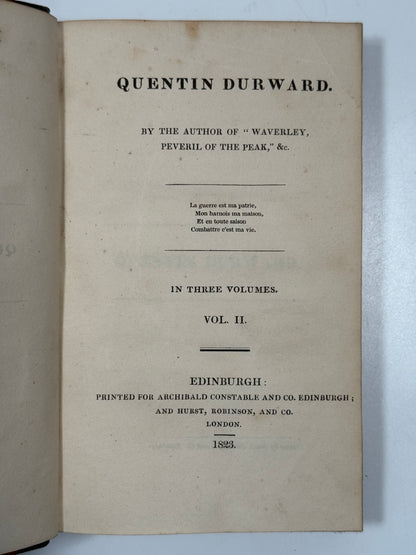 QUENTIN DURWARD.
BY THE AUTHOR OF “ WAVERLEY,
PEVERIL OF THE PEAK,” &c.
La guerre est ma patrie,
Mon harnois ma maison,
Et en toute saison
Combattre c'est ma vie.
IN THREE VOLUMES.
VOL. II.
EDINBURGH:
PRINTED FOR ARCHIBALD CONSTABLE AND CO. EDINBURGH;
AND HURST, ROBINSON, AND CO.
LONDON.
1823.